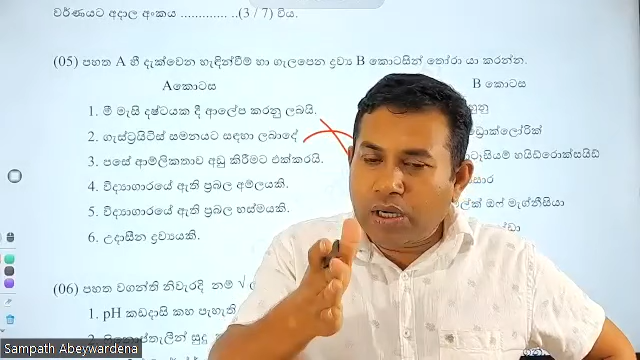 වර්ණයට අදාල අංකය ............. ..(3 / 7) විය.
(05) පහත A හි දැක්වෙන හැඳින්වීම් හා ගැලපෙන ද්‍රව්‍ය B කොටසින් තෝරා යා කරන්න.
Aකොටස B කොටස
1. මී මැසි දෂ්ටයක දී ආලේප කරනු ලබයි. හුනු
2. ගැස්ට්‍රයිටිස් සමනයට සඳහා ලබාදේ
3. පසේ ආම්ලිකතාව අඩු කිරීමට එක්කරයි. හයිඩ්‍රොක්සයිඩ්
4. විද්‍යාගාරයේ ඇති ප්‍රබල අම්ලයකි.
5. විද්‍යාගාරයේ ඇති ප්‍රබල භස්මයකි. ඔෆ් මැග්නීසියා
6. උදාසීන ද්‍රව්‍යයකි.
(06) පහත වගන්ති නිවැරදි නම් √
1. pH කඩදාසි කහ පැහැති
Sampath Abeywardena